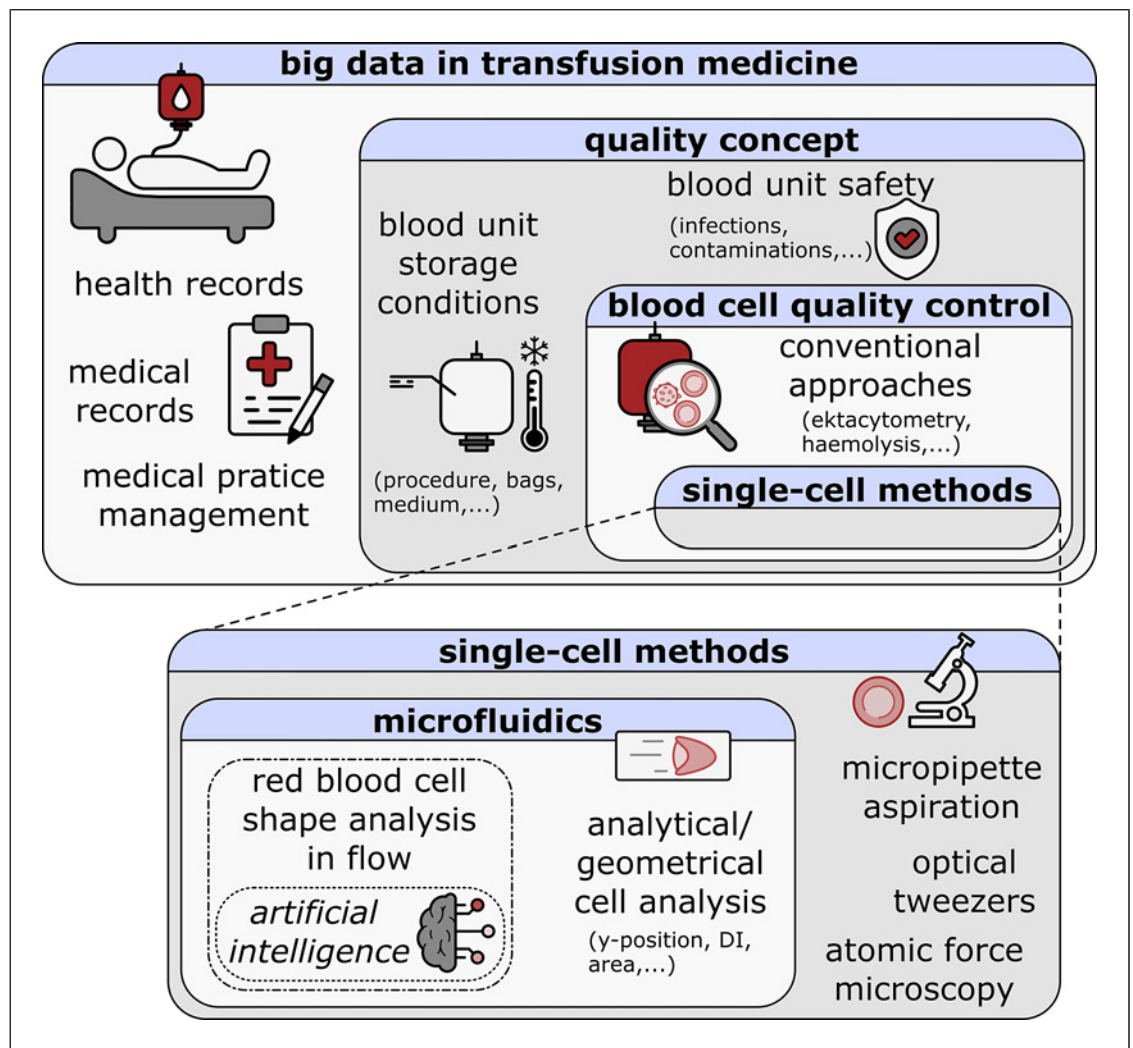 big data in transfusion medicine
health records
medical
records
medical pratice
management
quality concept
blood unit safety
(infections,
contaminations,...)
blood unit
storage
conditions
(procedure, bags,
medium,...)
blood cell quality control
conventional
approaches
(ektacytometry,
haemolysis,...)
single-cell methods
single-cell methods
microfluidics
red blood cell
shape analysis
in flow
artificial
intelligence
analytical/
geometrical
cell analysis
(y-position, DI,
area,...)
micropipette
aspiration
optical
tweezers
atomic force
microscopy